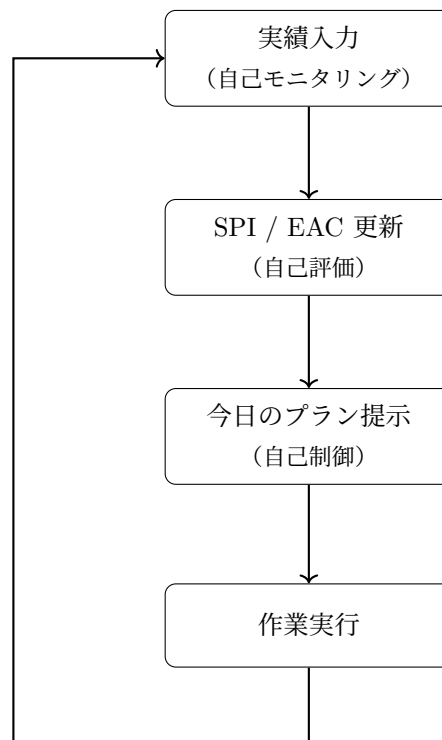 実績入力
（自己モニタリング）
SPI / EAC 更新
（自己評価）
今日のプラン提示
（自己制御）
作業実行